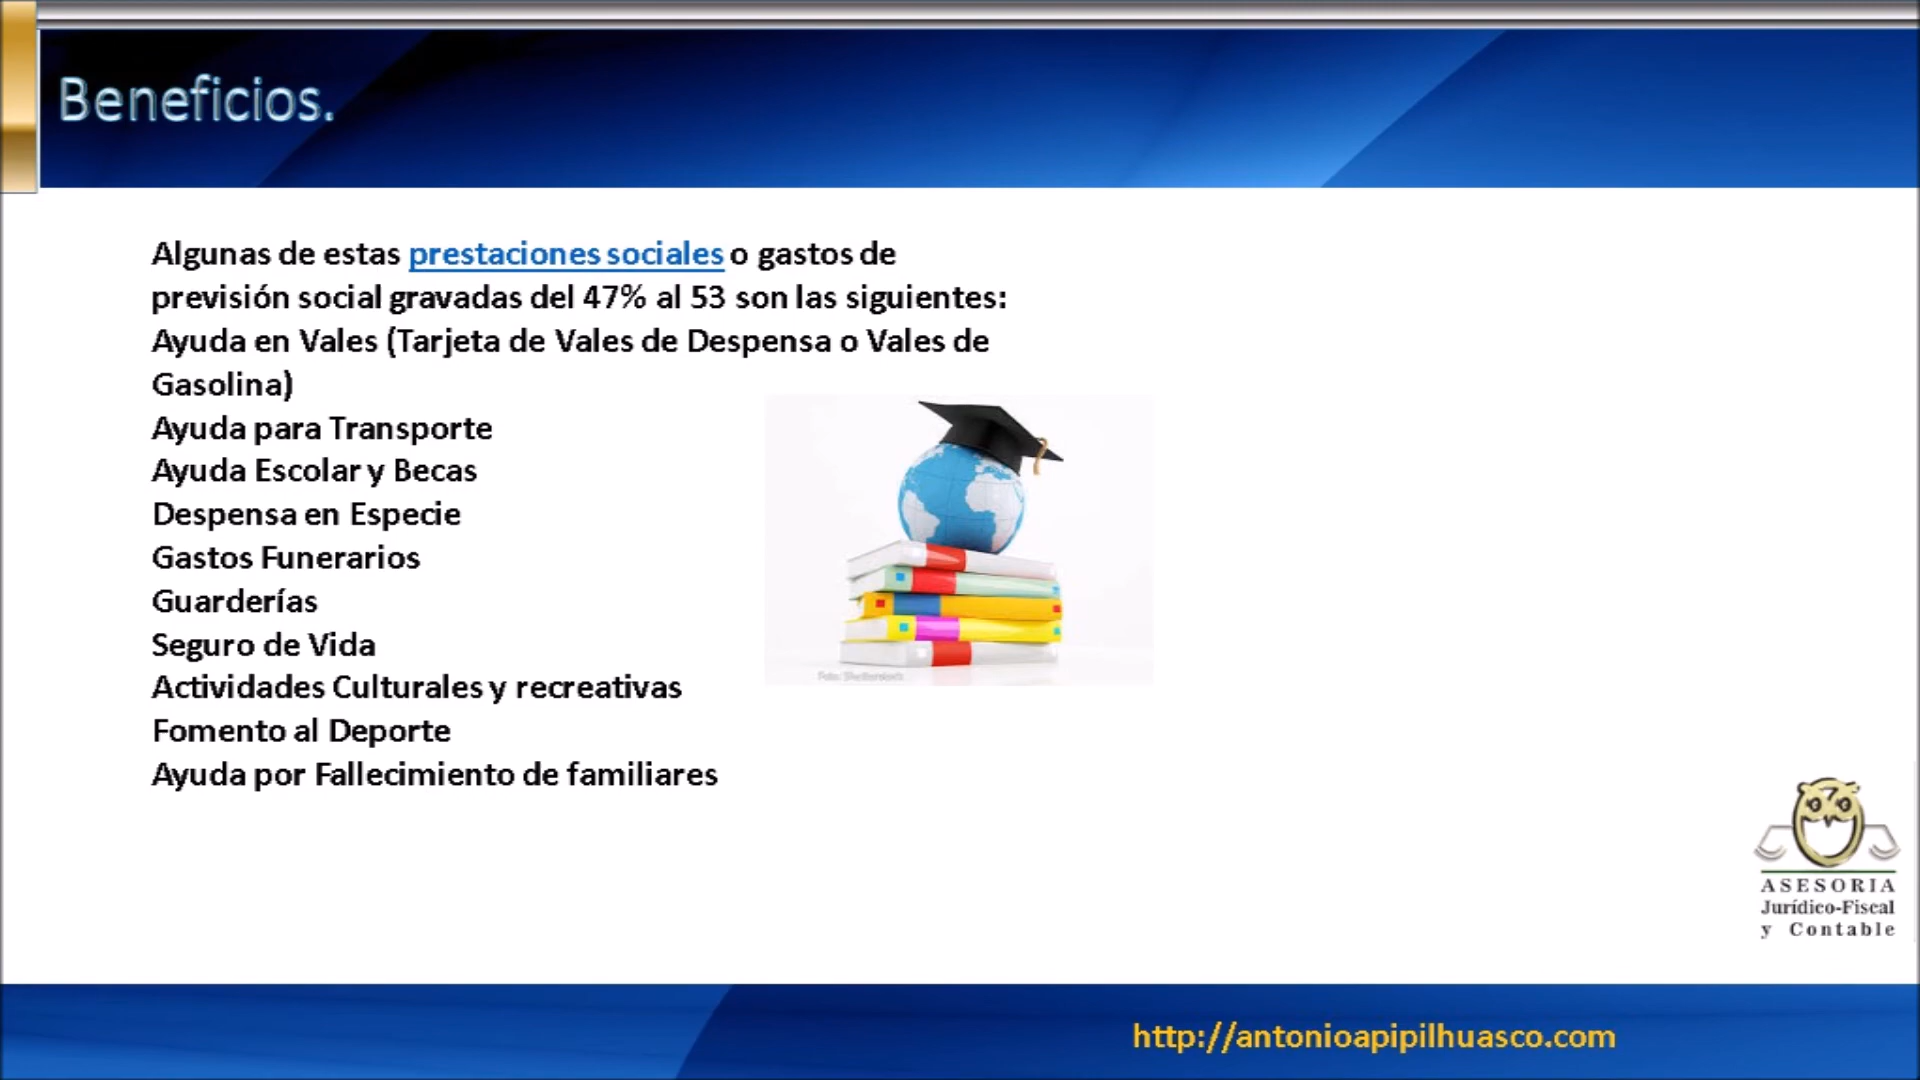 Beneficios.
Algunas de estas prestaciones sociales o gastos de
previsión social gravadas del 47% al 53 son las siguientes:
Ayuda en Vales (Tarjeta de Vales de Despensa o Vales de
Gasolina)
Ayuda para Transporte
Ayuda Escolar y Becas
Despensa en Especie
Gastos Funerarios
Guarderías
Seguro de Vida
Actividades Culturales y recreativas
Fomento al Deporte
Ayuda por Fallecimiento de familiares
Foto: Shutterstock
ASESORIA
Jurídico-Fiscal
y Contable
http://antonioapipilhuasco.com